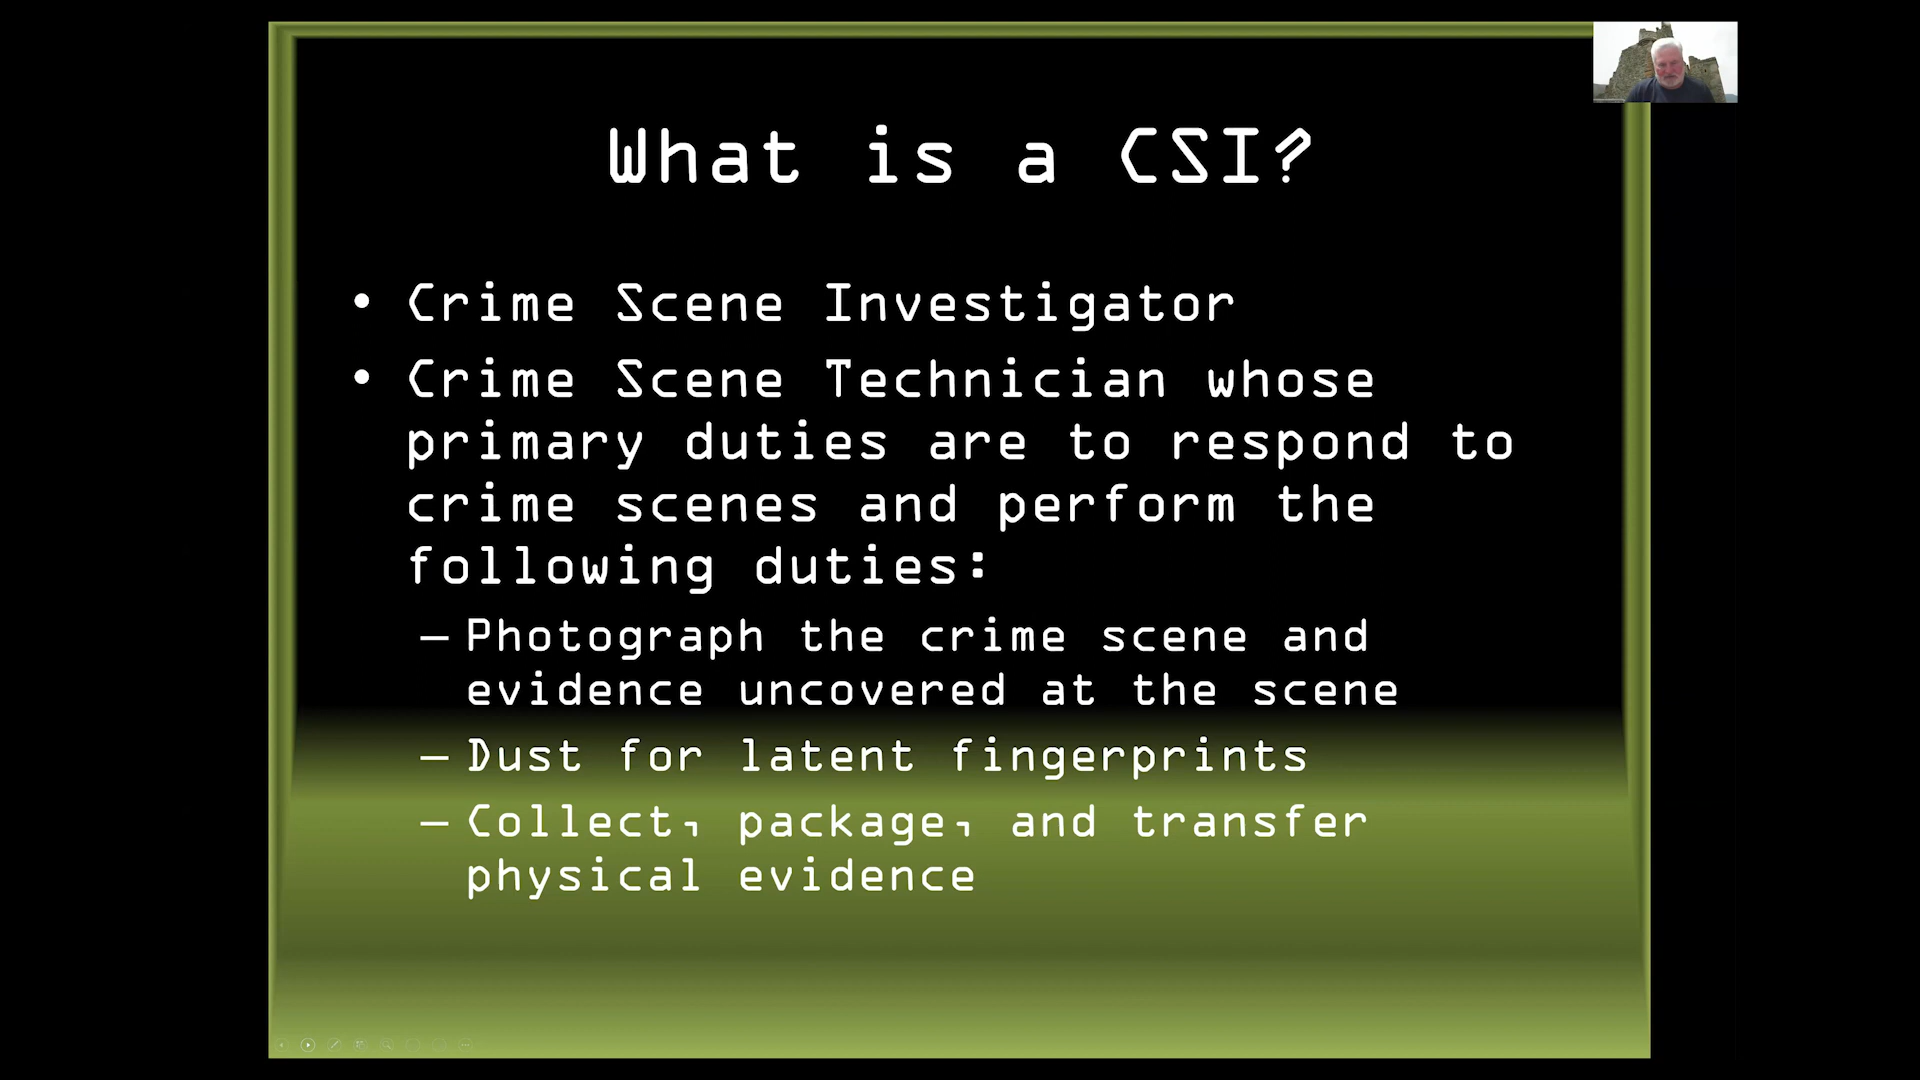 What is a CSI?
• Crime Scene Investigator
• Crime Scene Technician whose
primary duties are to respond to
crime scenes and perform the
following duties:
– Photograph the crime scene and
evidence uncovered at the scene
– Dust for latent fingerprints
– Collect, package, and transfer
physical evidence